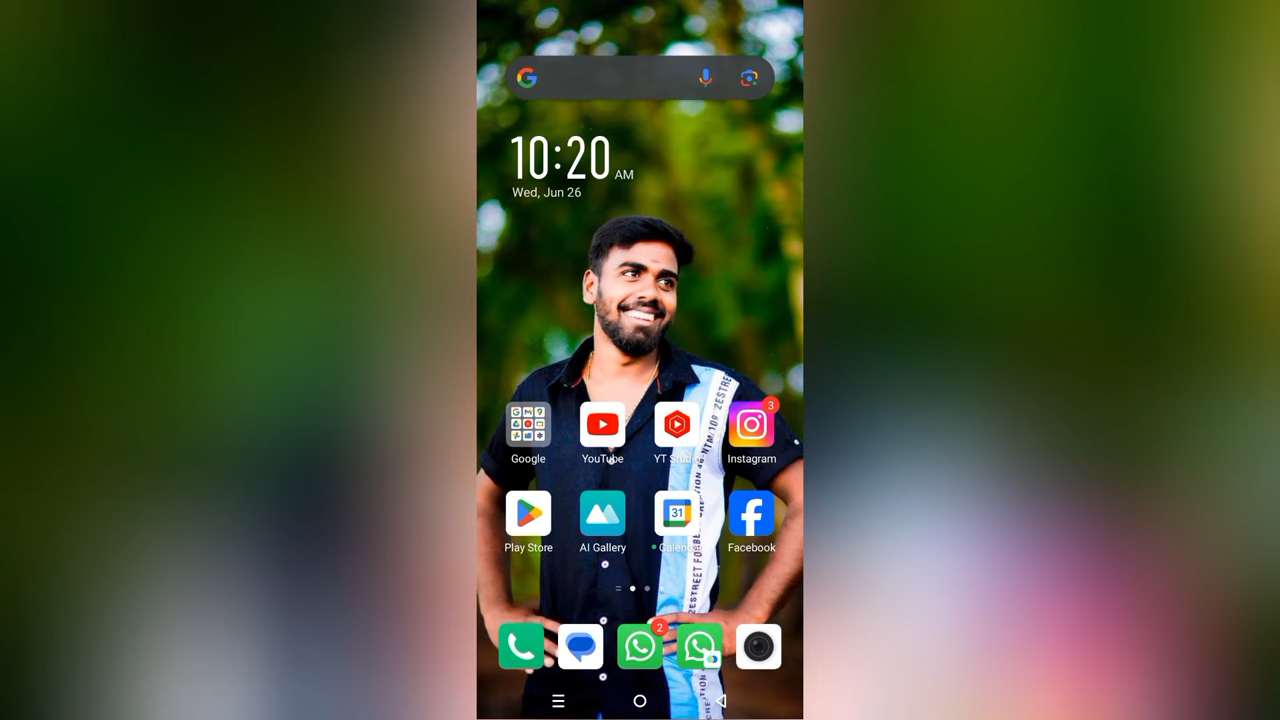 10:20 AM
Wed, Jun 26
3
Google
YouTube
YT Studio
Instagram
31
Play Store
AI Gallery
Calendar
Facebook
2